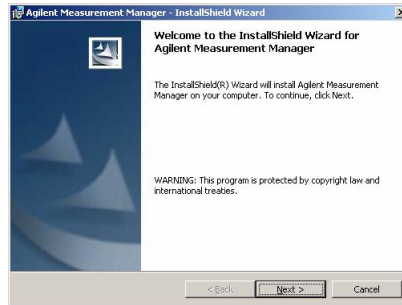 Agilent Measurement Manager - InstallShield Wizard
Welcome to the InstallShield Wizard for
Agilent Measurement Manager
The InstallShield(R) Wizard will install Agilent Measurement
Manager on your computer. To continue, click Next.
WARNING: This program is protected by copyright law and
international treaties.
< Back Next > Cancel